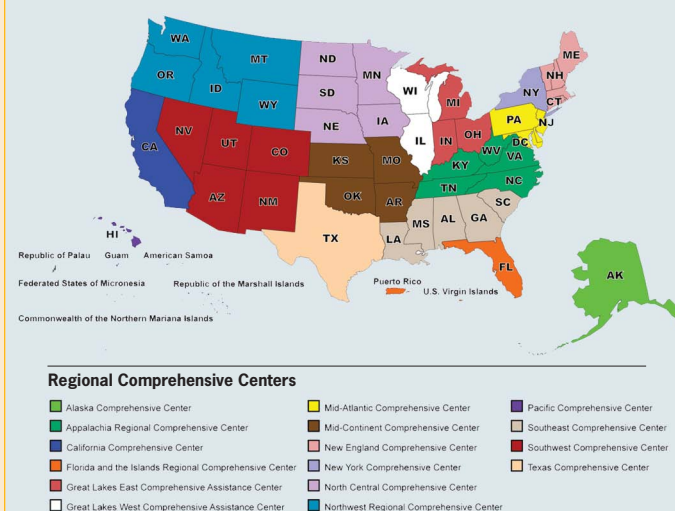 WA
MT
ND
MN
ME
OR
ID
SD
WI
MI
NH
NY
CT
WY
NE
IA
PA
NJ
NV
UT
CO
IL
IN
OH
WV
DC
VA
CA
KS
MO
KY
NC
AZ
NM
OK
AR
TN
SC
MS
AL
GA
TX
LA
FL
HI
AK
Republic of Palau
Guam
American Samoa
Federated States of Micronesia
Republic of the Marshall Islands
Puerto Rico
U.S. Virgin Islands
Commonwealth of the Northern Mariana Islands
Regional Comprehensive Centers
Alaska Comprehensive Center
Appalachia Regional Comprehensive Center
California Comprehensive Center
Florida and the Islands Regional Comprehensive Center
Great Lakes East Comprehensive Assistance Center
Great Lakes West Comprehensive Assistance Center
Mid-Atlantic Comprehensive Center
Mid-Continent Comprehensive Center
New England Comprehensive Center
New York Comprehensive Center
North Central Comprehensive Center
Northwest Regional Comprehensive Center
Pacific Comprehensive Center
Southeast Comprehensive Center
Southwest Comprehensive Center
Texas Comprehensive Center